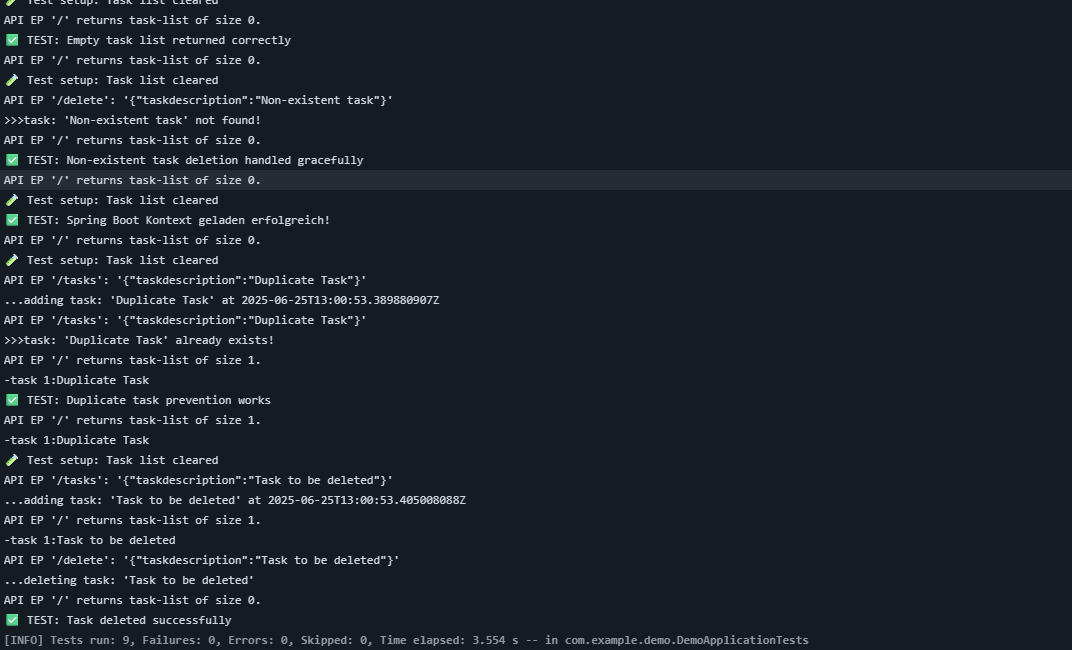 🧪 Test setup: Task list cleared
API EP '/' returns task-list of size 0.
✅ TEST: Empty task list returned correctly
API EP '/' returns task-list of size 0.
🧪 Test setup: Task list cleared
API EP '/delete': '{"taskdescription":"Non-existent task"}'
>>>task: 'Non-existent task' not found!
API EP '/' returns task-list of size 0.
✅ TEST: Non-existent task deletion handled gracefully
API EP '/' returns task-list of size 0.
🧪 Test setup: Task list cleared
✅ TEST: Spring Boot Kontext geladen erfolgreich!
API EP '/' returns task-list of size 0.
🧪 Test setup: Task list cleared
API EP '/tasks': '{"taskdescription":"Duplicate Task"}'
...adding task: 'Duplicate Task' at 2025-06-25T13:00:53.389880907Z
API EP '/tasks': '{"taskdescription":"Duplicate Task"}'
>>>task: 'Duplicate Task' already exists!
API EP '/' returns task-list of size 1.
-task 1:Duplicate Task
✅ TEST: Duplicate task prevention works
API EP '/' returns task-list of size 1.
-task 1:Duplicate Task
🧪 Test setup: Task list cleared
API EP '/tasks': '{"taskdescription":"Task to be deleted"}'
...adding task: 'Task to be deleted' at 2025-06-25T13:00:53.405008088Z
API EP '/' returns task-list of size 1.
-task 1:Task to be deleted
API EP '/delete': '{"taskdescription":"Task to be deleted"}'
...deleting task: 'Task to be deleted'
API EP '/' returns task-list of size 0.
✅ TEST: Task deleted successfully
[INFO] Tests run: 9, Failures: 0, Errors: 0, Skipped: 0, Time elapsed: 3.554 s -- in com.example.demo.DemoApplicationTests